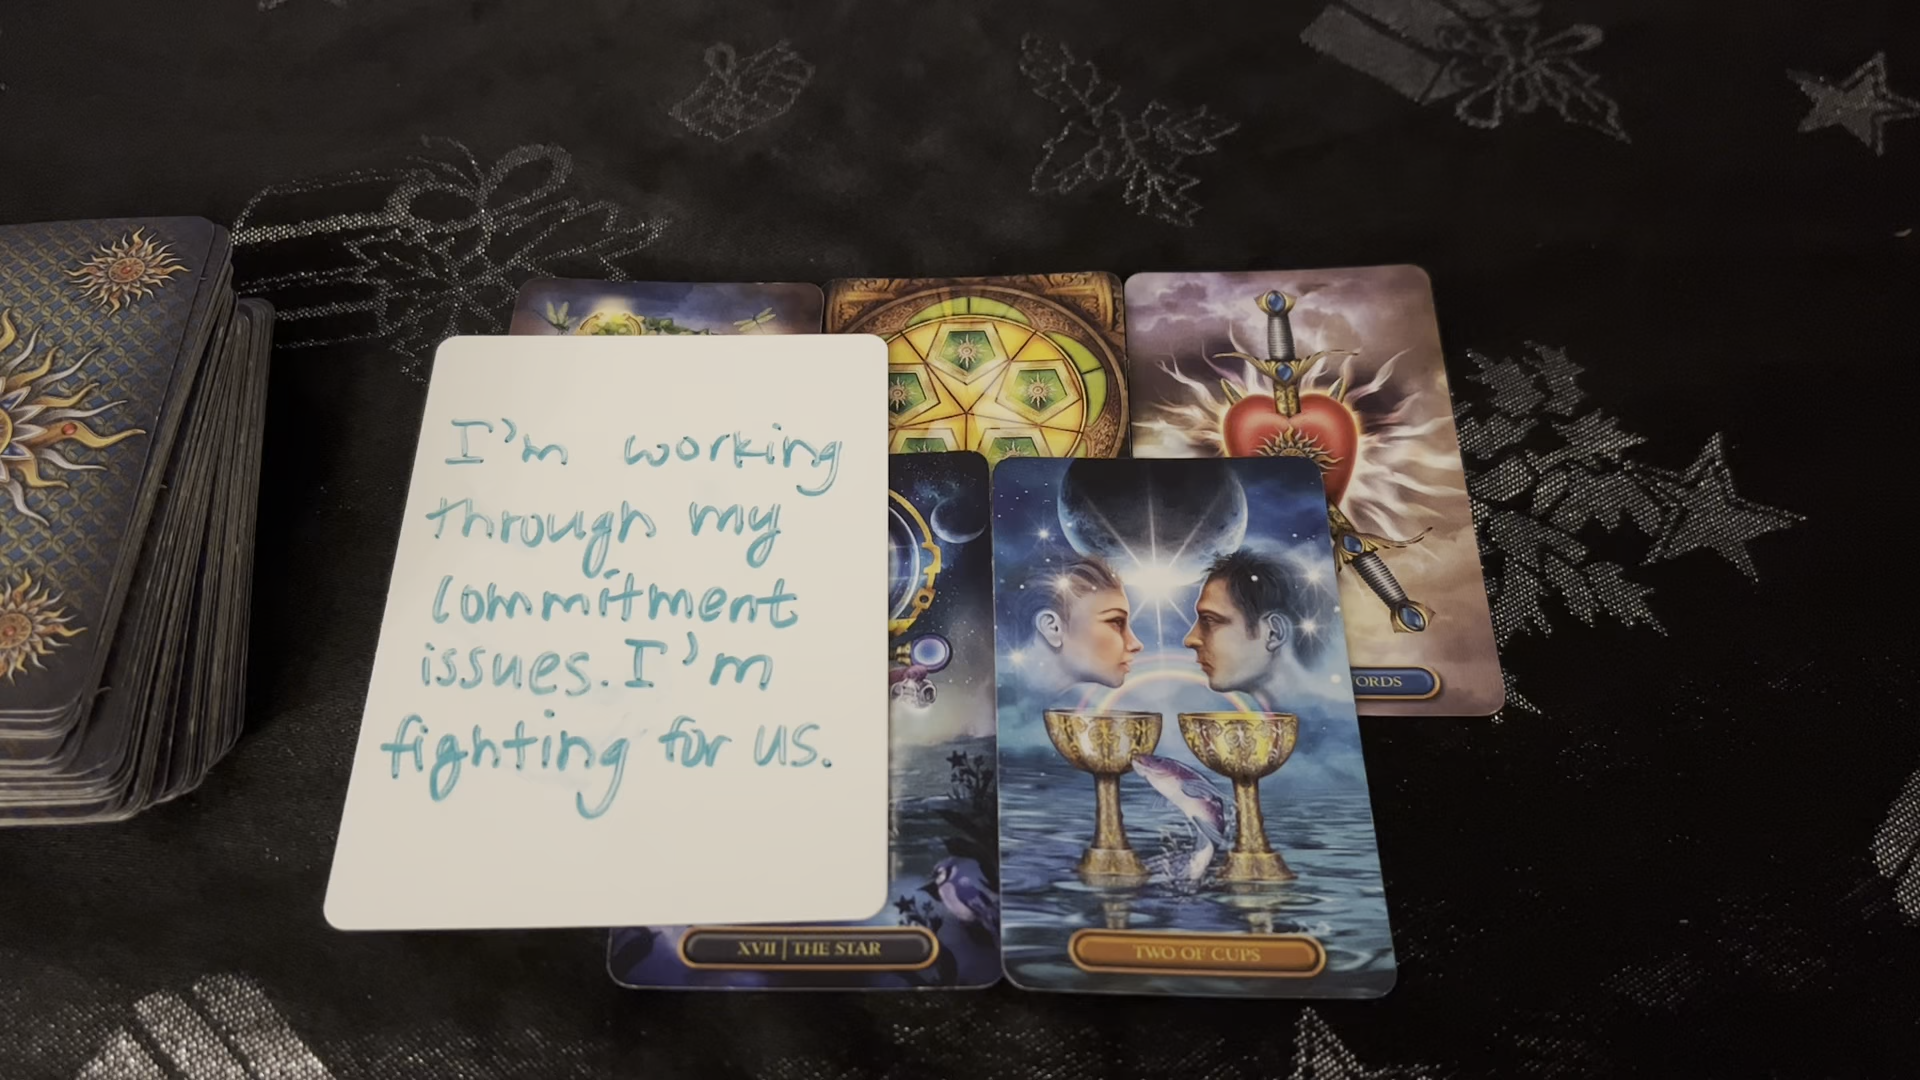 I'm working
through my
commitment
issues. I'm
fighting for us.
ORDS
XVII | THE STAR
TWO OF CUPS